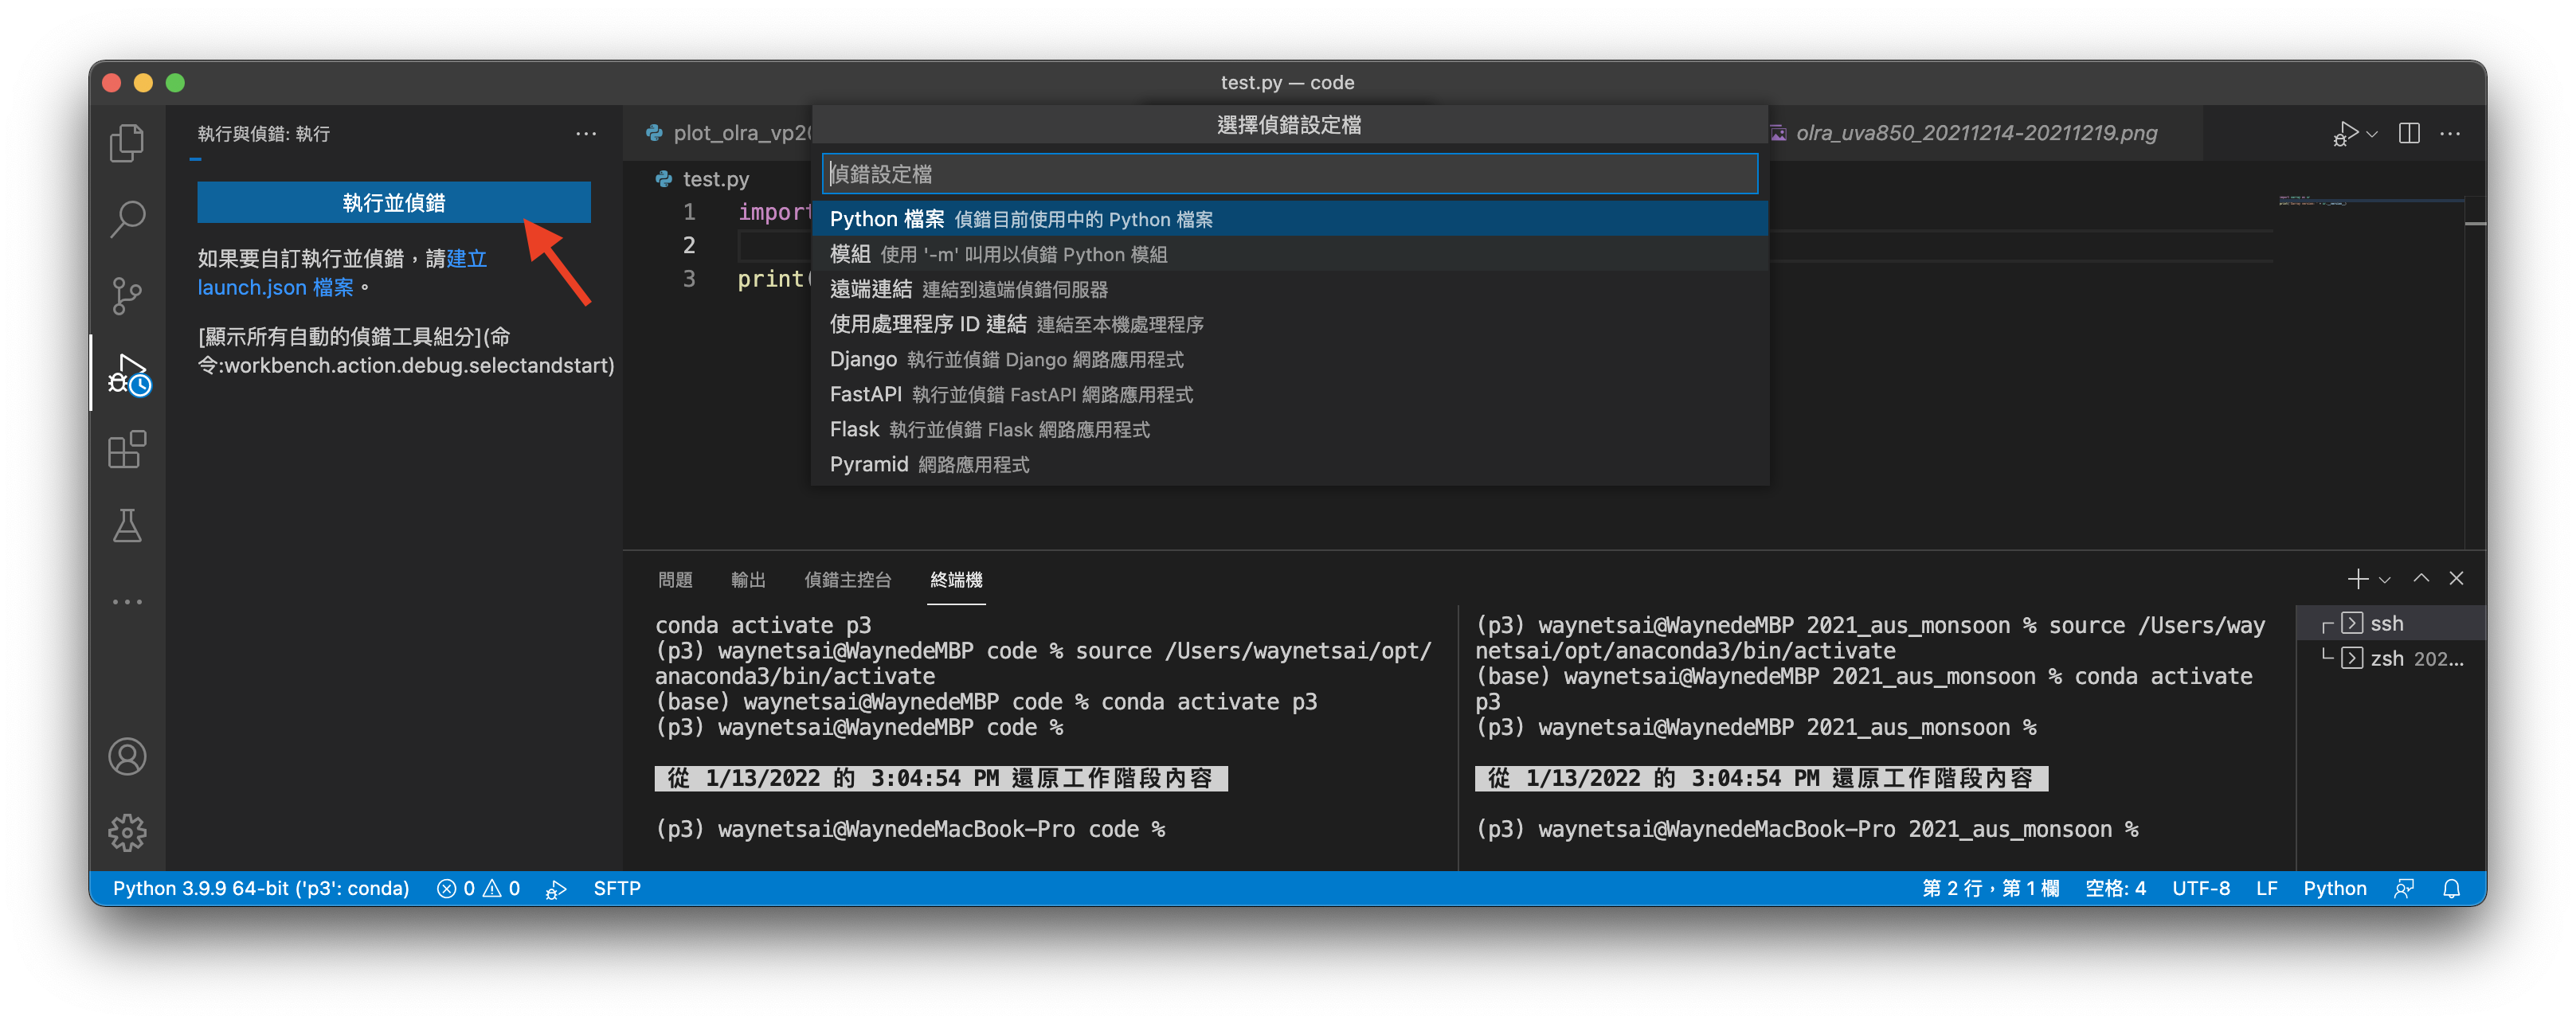 test.py — code
執行與偵錯: 執行
執行並偵錯
如果要自訂執行並偵錯，請建立
launch.json 檔案。
[顯示所有自動的偵錯工具組分](命
令:workbench.action.debug.selectandstart)
plot_olra_vp20
選擇偵錯設定檔
olra_uva850_20211214-20211219.png
偵錯設定檔
test.py
1 import
2
3 print(
Python 檔案 偵錯目前使用中的 Python 檔案
模組 使用 '-m' 叫用以偵錯 Python 模組
遠端連結 連結到遠端偵錯伺服器
使用處理程序 ID 連結 連結至本機處理程序
Django 執行並偵錯 Django 網路應用程式
FastAPI 執行並偵錯 FastAPI 網路應用程式
Flask 執行並偵錯 Flask 網路應用程式
Pyramid 網路應用程式
問題 輸出 偵錯主控台 終端機
conda activate p3
(p3) waynetsai@WaynedeMBP code % source /Users/waynetsai/opt/
anaconda3/bin/activate
(base) waynetsai@WaynedeMBP code % conda activate p3
(p3) waynetsai@WaynedeMBP code %
從 1/13/2022 的 3:04:54 PM 還原工作階段內容
(p3) waynetsai@WaynedeMacBook-Pro code %
(p3) waynetsai@WaynedeMBP 2021_aus_monsoon % source /Users/way
netsai/opt/anaconda3/bin/activate
(base) waynetsai@WaynedeMBP 2021_aus_monsoon % conda activate
p3
(p3) waynetsai@WaynedeMBP 2021_aus_monsoon %
從 1/13/2022 的 3:04:54 PM 還原工作階段內容
(p3) waynetsai@WaynedeMacBook-Pro 2021_aus_monsoon %
ssh
zsh 202...
Python 3.9.9 64-bit ('p3': conda) 0 0 SFTP
第 2 行，第 1 欄 空格: 4 UTF-8 LF Python